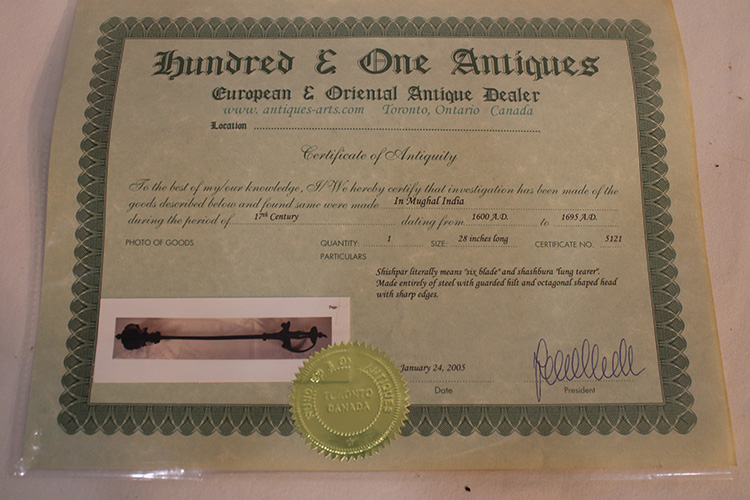 Hundred & One Antiques
European & Oriental Antique Dealer
www.antiques-arts.com Toronto, Ontario Canada
Location
Certificate of Antiquity
To the best of my/our knowledge, I/We hereby certify that investigation has been made of the
goods described below and found same were made In Mughal India
during the period of 17th Century dating from 1600 A.D. to 1695 A.D.
PHOTO OF GOODS QUANTITY: 1 SIZE: 28 inches long CERTIFICATE NO. 5121
PARTICULARS
Shishpar literally means "six blade" and shashbura "lung tearer".
Made entirely of steel with guarded hilt and octagonal shaped head
with sharp edges.
Page
January 24, 2005
Date President
ANTIQUES
TORONTO
CANADA